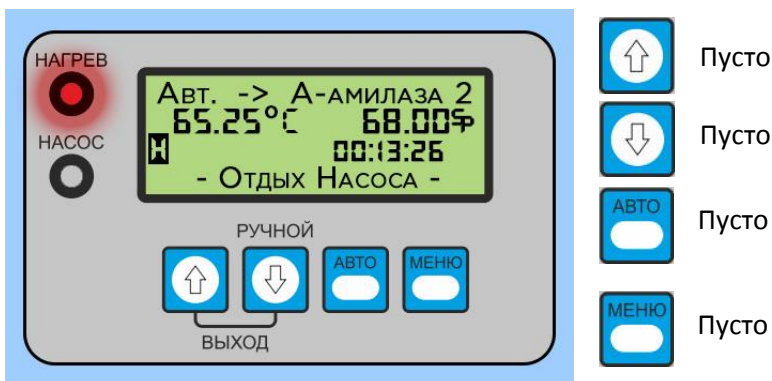 НАГРЕВ
НАСОС
Авт. -> А-амилаза 2
65.25°C 68.00SP
H 00:13:26
- Отдых Насоса -
РУЧНОЙ
АВТО
МЕНЮ
ВЫХОД
Пусто
Пусто
АВТО
Пусто
МЕНЮ
Пусто